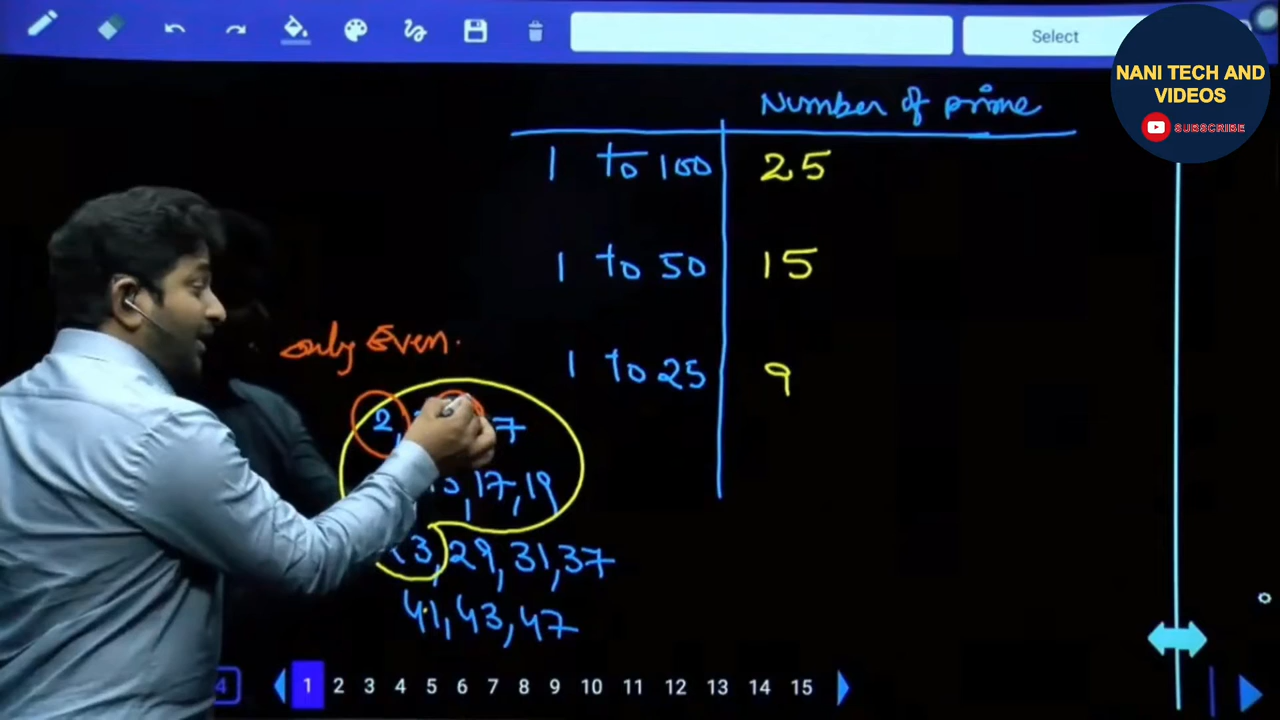 Select
NANI TECH AND
VIDEOS
SUBSCRIBE
Number of prime
1 to 100 25
1 to 50 15
1 to 25 9
only Even.
2, 7
17, 19
3, 29, 31, 37
41, 43, 47
1 2 3 4 5 6 7 8 9 10 11 12 13 14 15